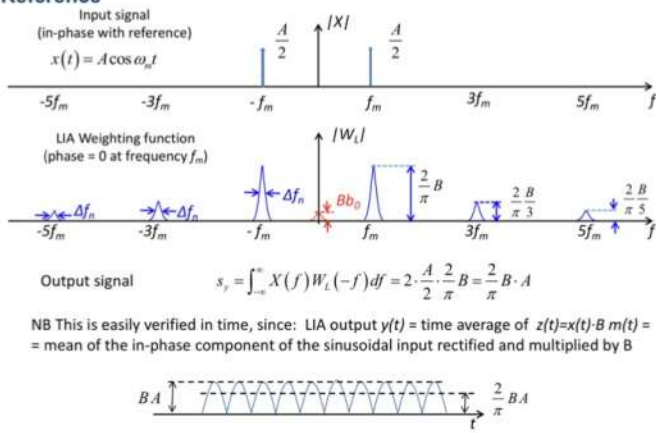 Reference
Input signal
(in-phase with reference)
x(t) = A cos ω_m t
|X|
A/2
A/2
-5f_m -3f_m -f_m f_m 3f_m 5f_m f
LIA Weighting function
(phase = 0 at frequency f_m)
|W_L|
Δf_n Δf_n Δf_n Bb_0 2/π B 2/π B/3 2/π B/5
-5f_m -3f_m -f_m f_m 3f_m 5f_m f
Output signal s_y = ∫_{-∞}^{∞} X(f)W_L(-f)df = 2·A/2·2/π B = 2/π B·A
NB This is easily verified in time, since: LIA output y(t) = time average of z(t)=x(t)·B m(t) =
= mean of the in-phase component of the sinusoidal input rectified and multiplied by B
BA 2/π BA
t